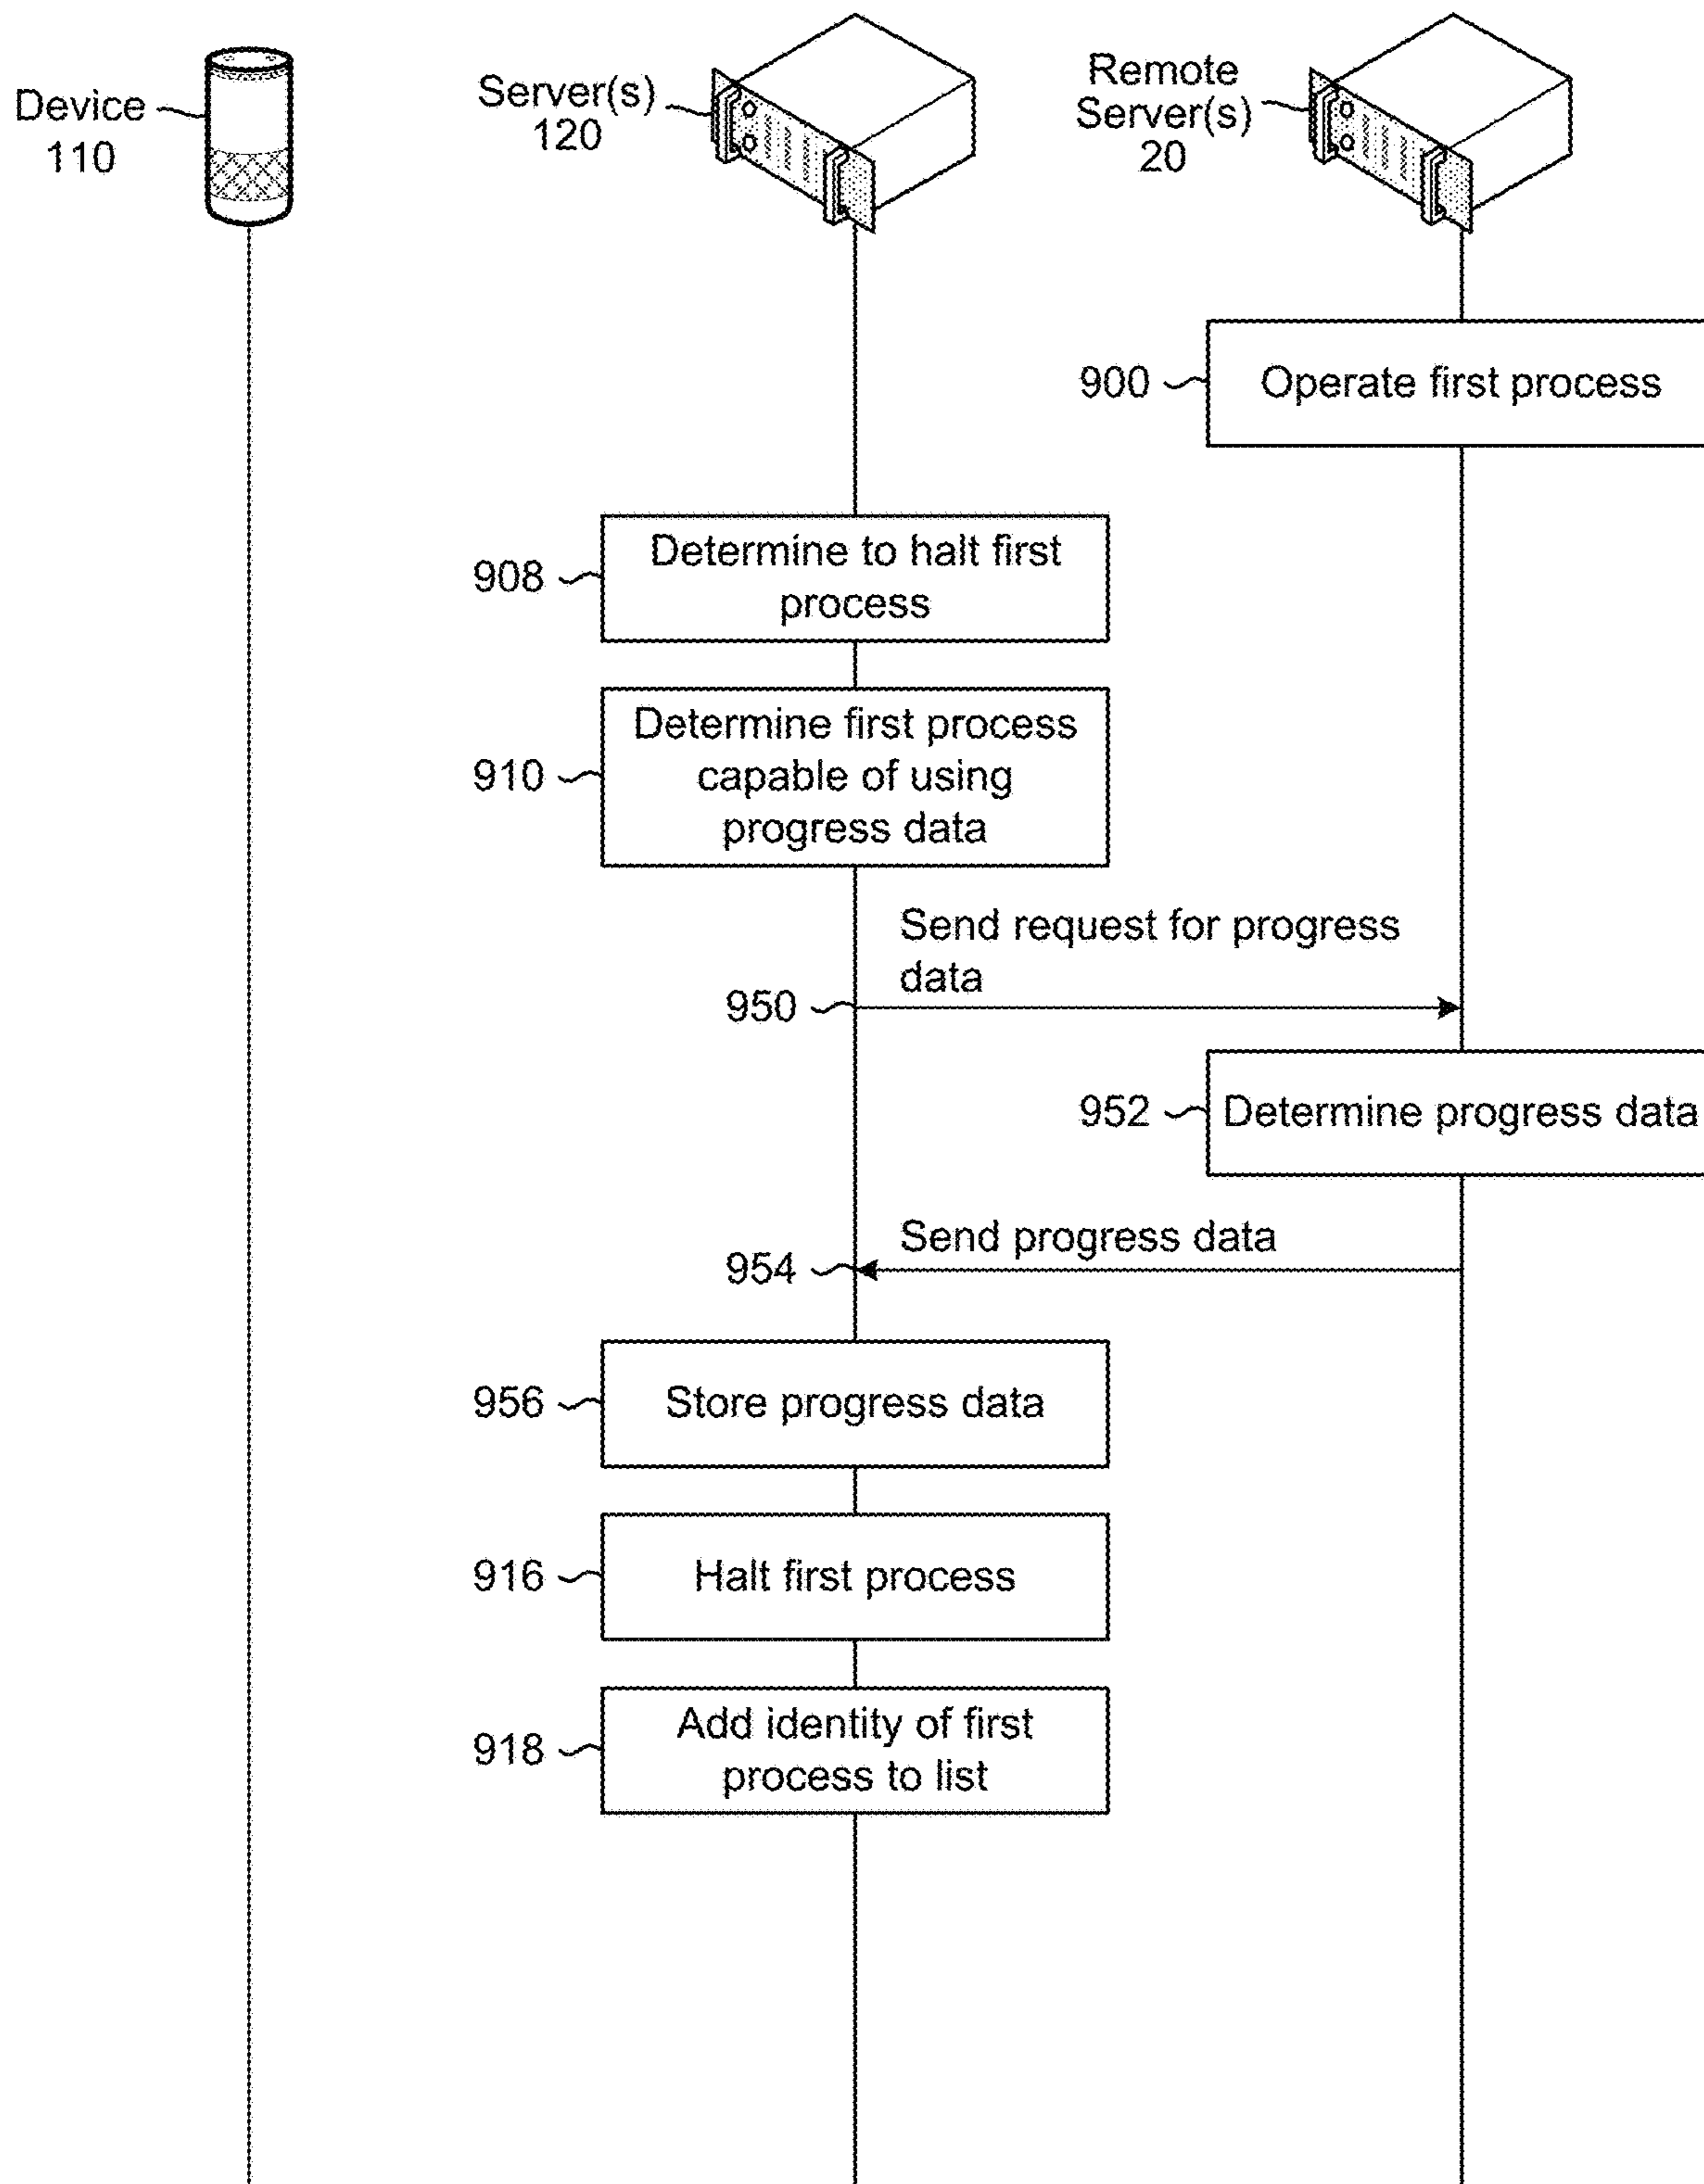 Device
110
Server(s)
120
Remote
Server(s)
20
900
Operate first process
908
Determine to halt first
process
910
Determine first process
capable of using
progress data
Send request for progress
data
950
952
Determine progress data
Send progress data
954
956
Store progress data
916
Halt first process
918
Add identity of first
process to list